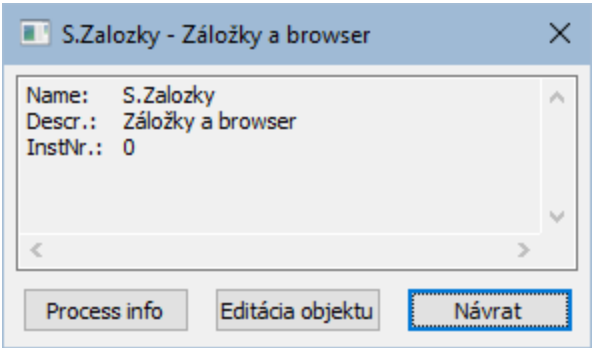 S.Zalozky - Záložky a browser
Name: S.Zalozky
Descr.: Záložky a browser
InstNr.: 0
Process info Editácia objektu Návrat